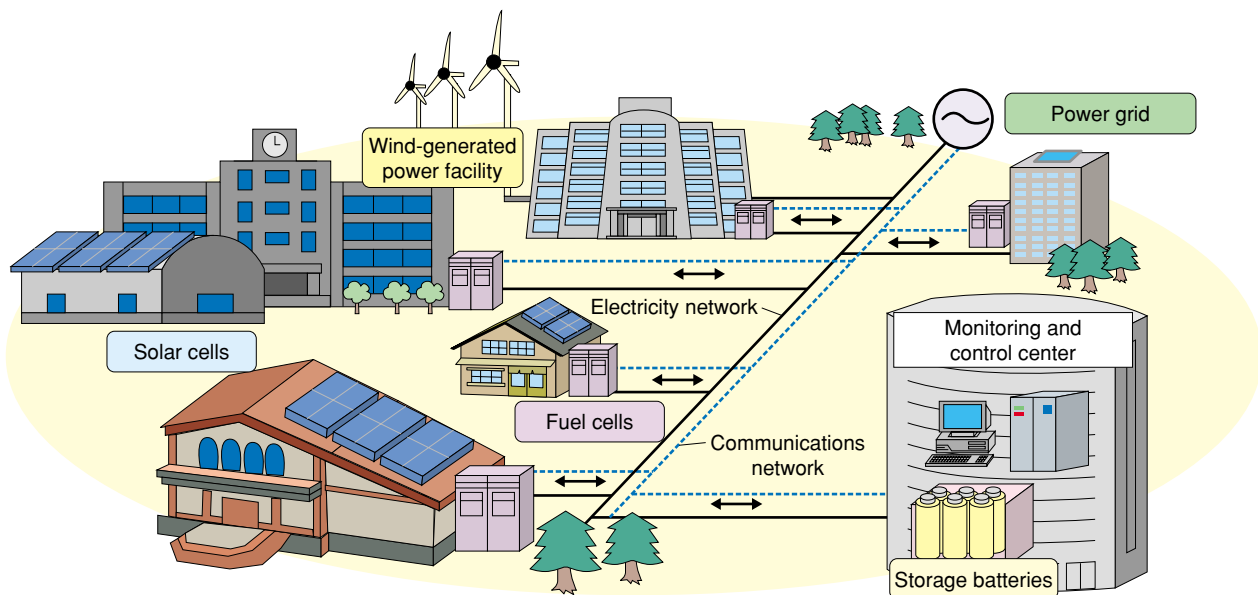 Power grid
Wind-generated
power facility
Electricity network
Monitoring and
control center
Solar cells
Fuel cells
Communications
network
Storage batteries